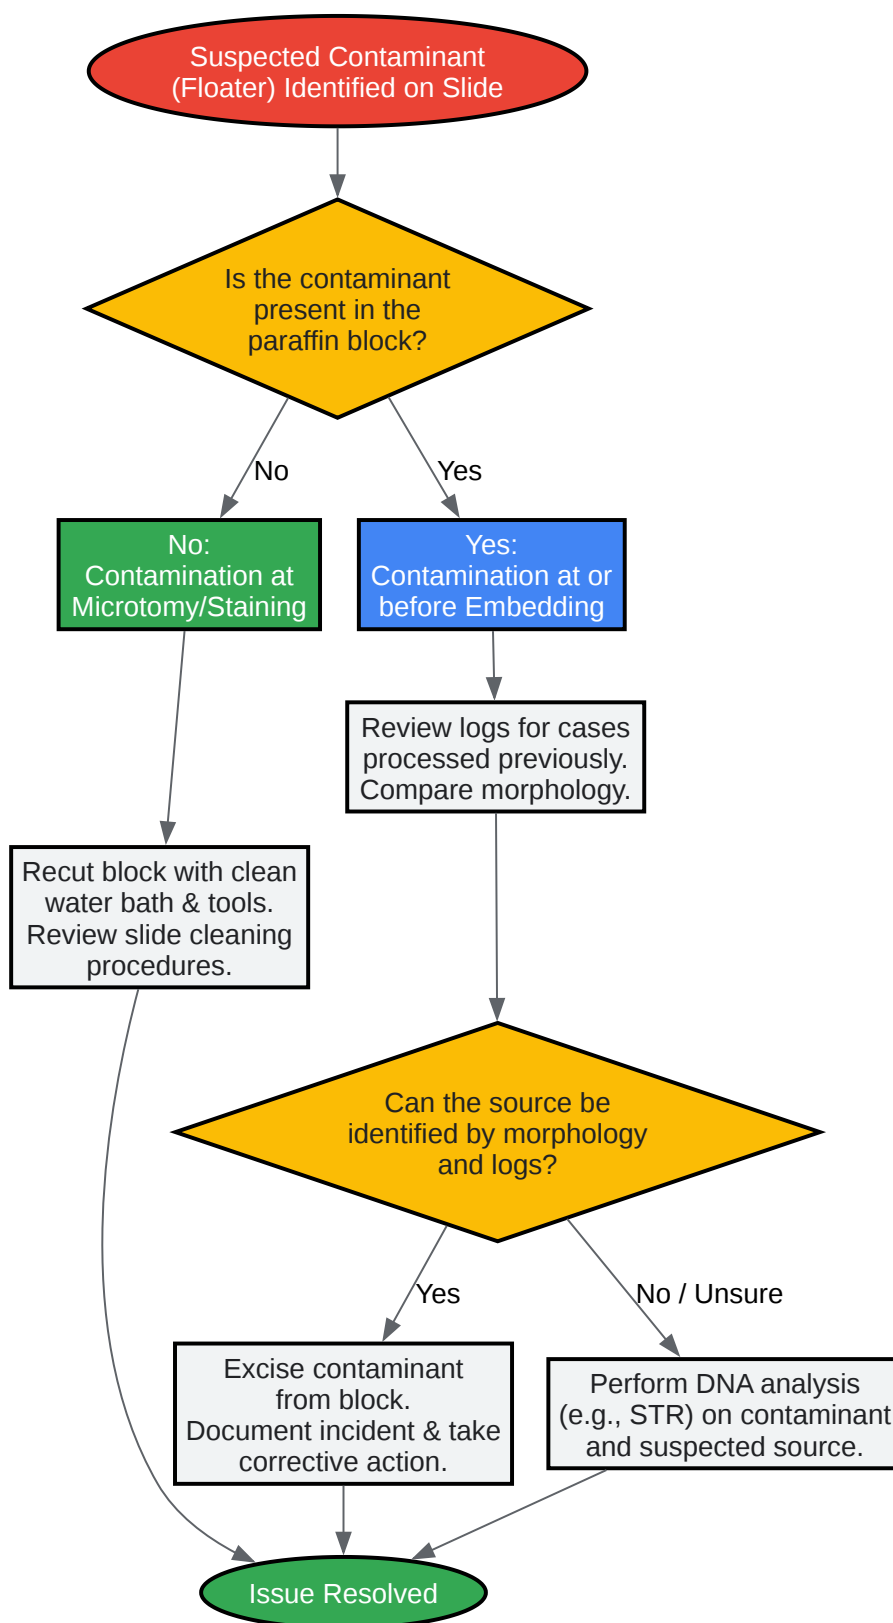 Suspected Contaminant
(Floater) Identified on Slide
Is the contaminant
present in the
paraffin block?
No
Yes
No:
Contamination at
Microtomy/Staining
Yes:
Contamination at or
before Embedding
Review logs for cases
processed previously.
Compare morphology.
Recut block with clean
water bath & tools.
Review slide cleaning
procedures.
Can the source be
identified by morphology
and logs?
Yes
No / Unsure
Excise contaminant
from block.
Document incident & take
corrective action.
Perform DNA analysis
(e.g., STR) on contaminant
and suspected source.
Issue Resolved